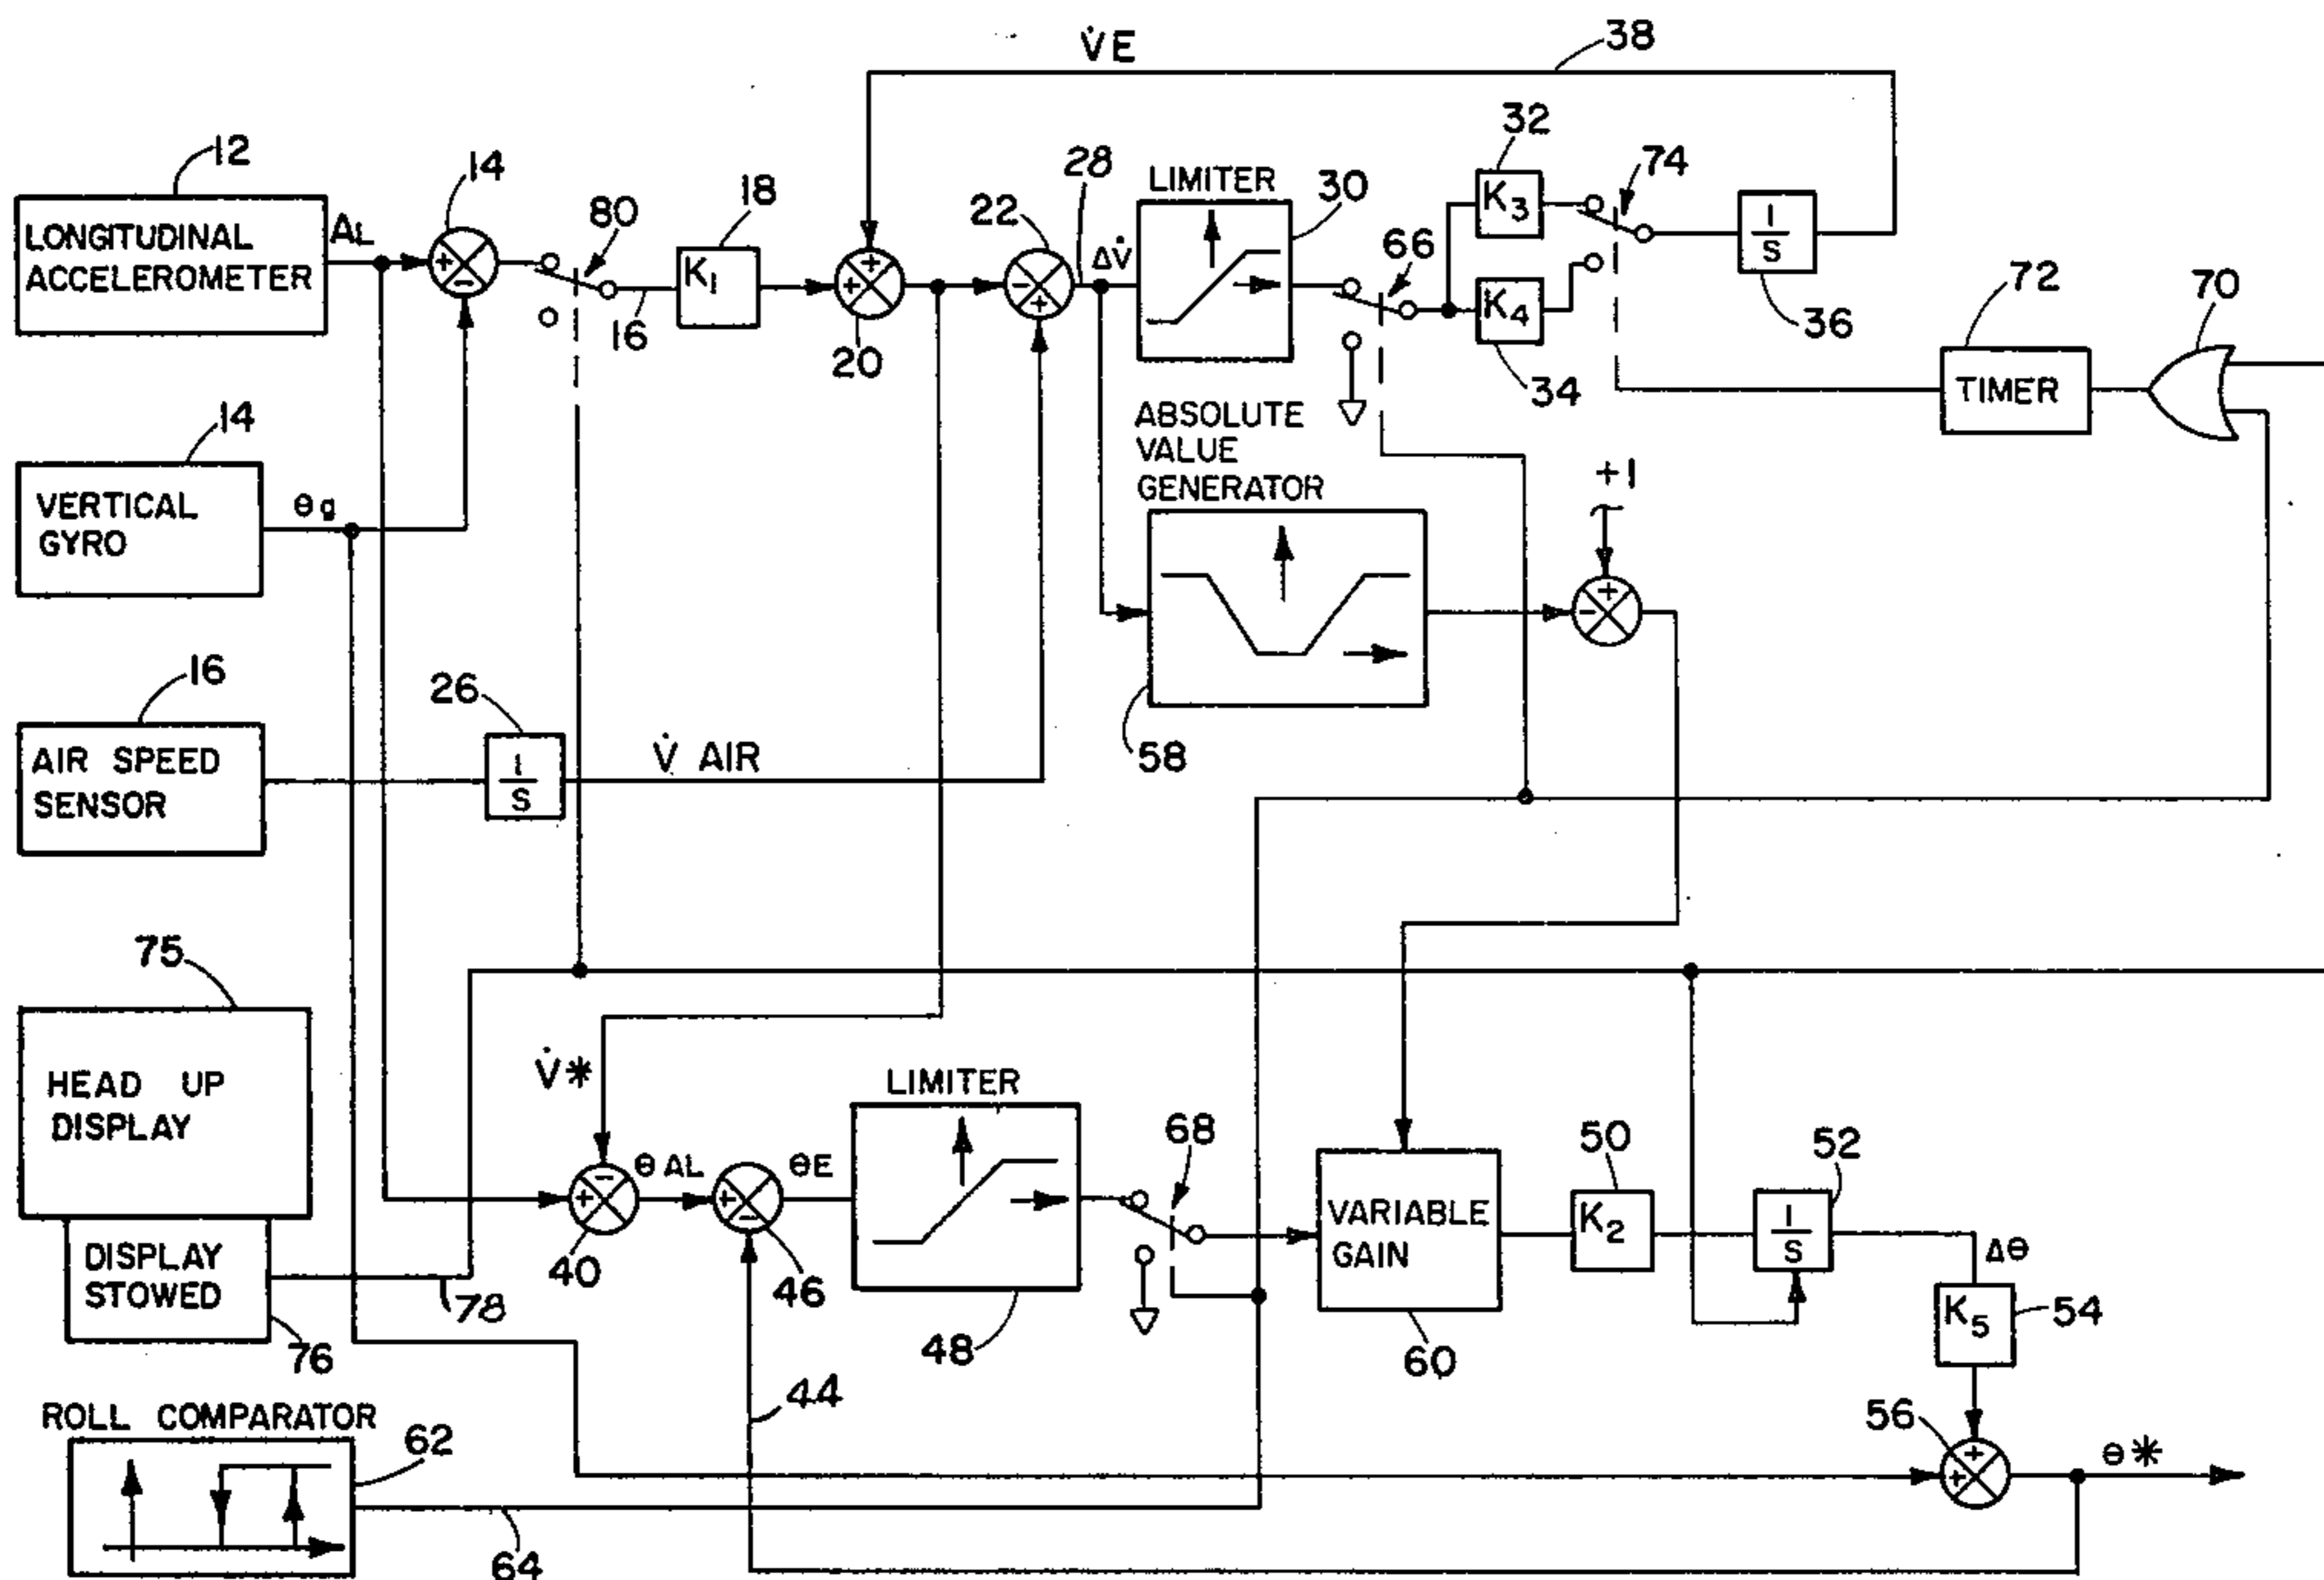 V̇E
38
12
14
LONGITUDINAL
ACCELEROMETER
AL
+
−
80
16
18
K1
+
+
20
22
−
+
28
ΔV̇
LIMITER
30
66
32
K3
K4
34
74
1
S
36
72
TIMER
70
14
VERTICAL
GYRO
θg
ABSOLUTE
VALUE
GENERATOR
58
+1
+
−
16
AIR SPEED
SENSOR
26
1
S
V̇ AIR
75
HEAD UP
DISPLAY
DISPLAY
STOWED
76
78
V̇*
−
+
40
θAL
+
−
46
θE
LIMITER
48
68
VARIABLE
GAIN
60
50
K2
52
1
S
Δθ
K5
54
44
56
+
+
θ*
ROLL COMPARATOR
62
64